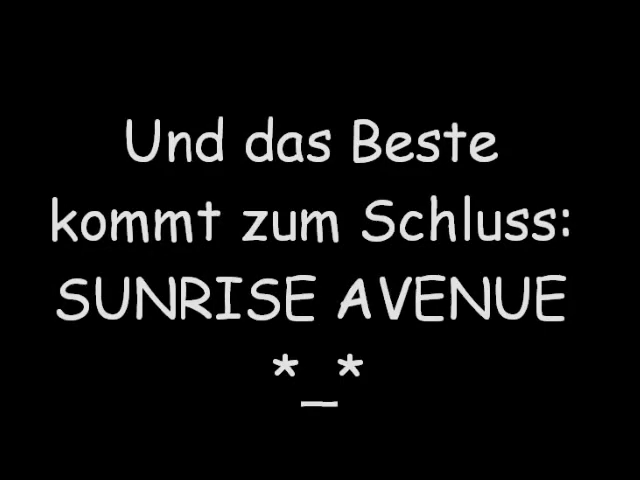 Und das Beste
kommt zum Schluss:
SUNRISE AVENUE
*_*